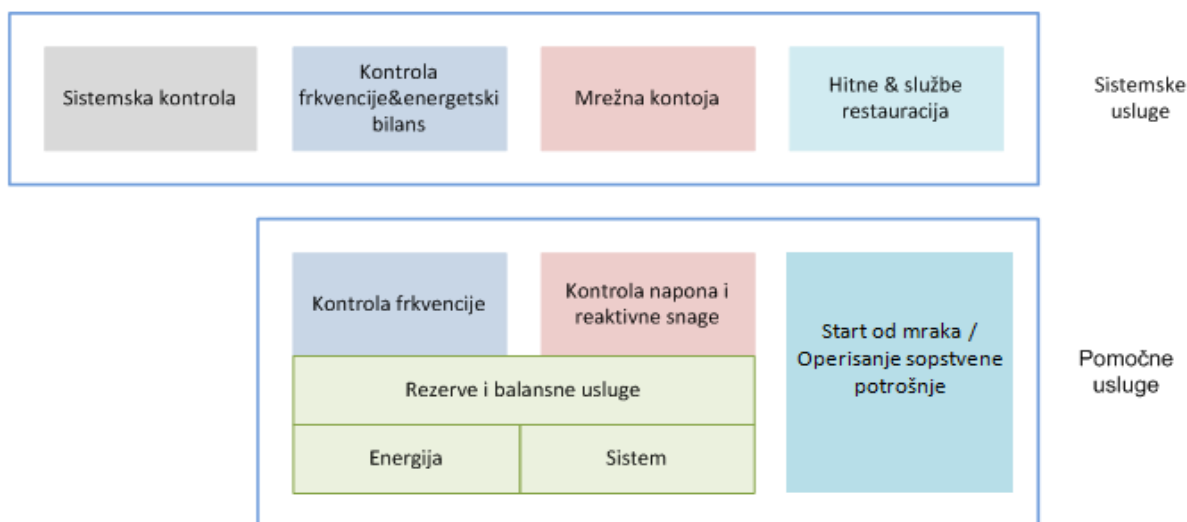 Sistemska kontrola
Kontrola
frkvencije&energetski
bilans
Mrežna kontoja
Hitne & službe
restauracija
Sistemske
usluge
Kontrola frkvencije
Kontrola napona i
reaktivne snage
Start od mraka /
Operisanje sopstvene
potrošnje
Rezerve i balansne usluge
Energija
Sistem
Pomočne
usluge